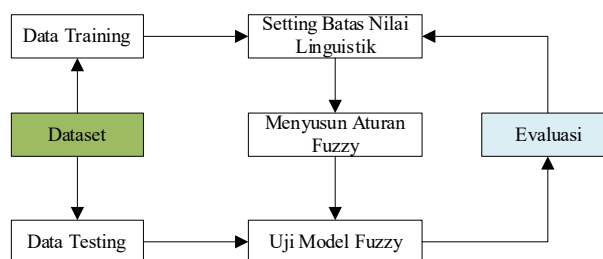 Data Training
Setting Batas Nilai
Linguistik
Dataset
Menyusun Aturan
Fuzzy
Evaluasi
Data Testing
Uji Model Fuzzy